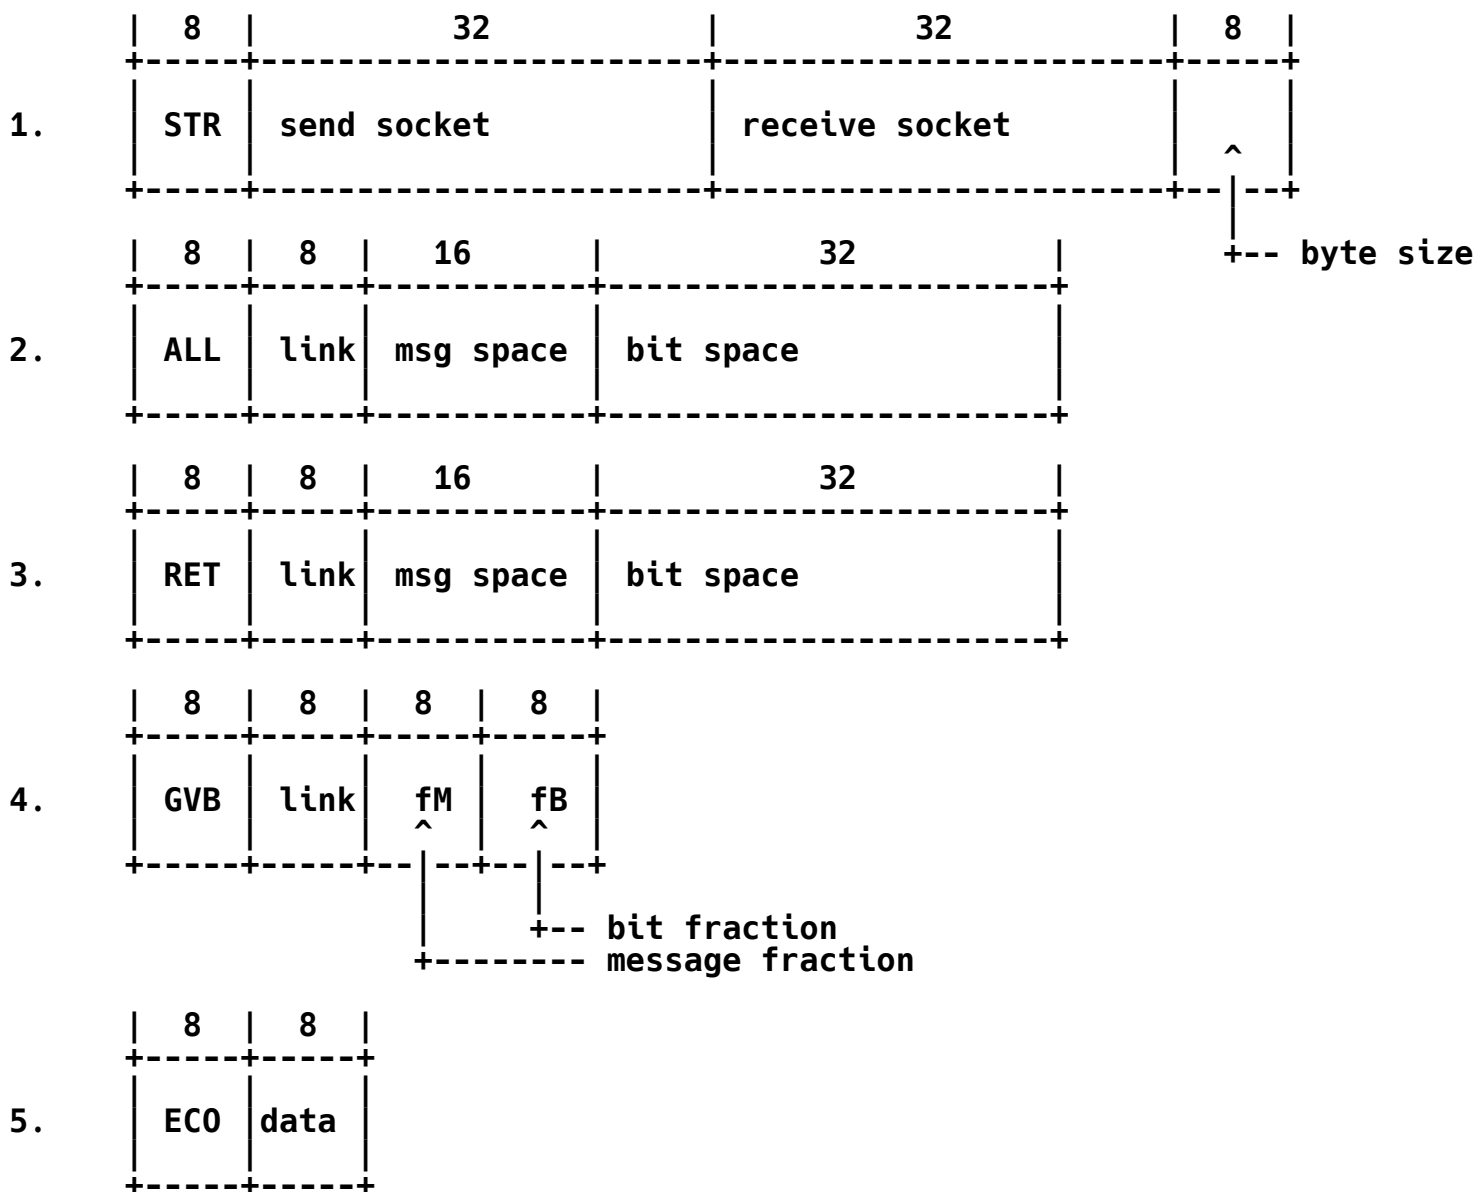 |  8  |          32           |          32           |  8  |
+-----+-----------------------+-----------------------+-----+
1. | STR | send socket | receive socket | ^ |
+-----+-----------------------+-----------------------+--|--+
|  8  |  8  |   16      |           32          | +-- byte size
+-----+-----+-----------+-----------------------+
2. | ALL | link| msg space | bit space |
+-----+-----+-----------+-----------------------+
|  8  |  8  |   16      |           32          |
+-----+-----+-----------+-----------------------+
3. | RET | link| msg space | bit space |
+-----+-----+-----------+-----------------------+
|  8  |  8  |  8  |  8  |
+-----+-----+-----+-----+
4. | GVB | link|  fM |  fB |
^ ^
+-----+-----+--|--+--|--+
+-- bit fraction
+-------- message fraction
|  8  |  8  |
+-----+-----+
5. | ECO |data |
+-----+-----+